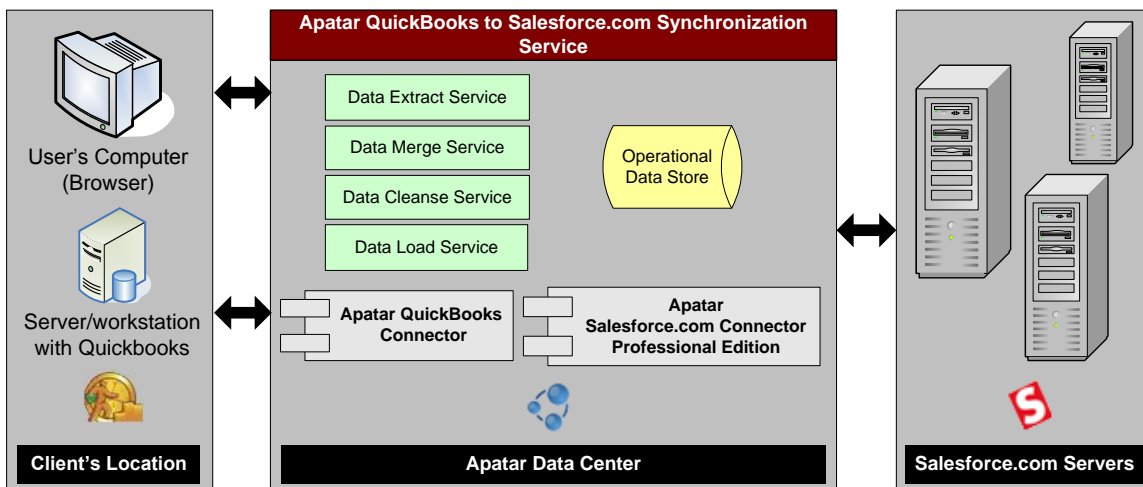 User's Computer
(Browser)
Server/workstation
with Quickbooks
Client's Location
Apatar QuickBooks to Salesforce.com Synchronization
Service
Data Extract Service
Data Merge Service
Data Cleanse Service
Data Load Service
Operational
Data Store
Apatar QuickBooks
Connector
Apatar
Salesforce.com Connector
Professional Edition
Apatar Data Center
S
Salesforce.com Servers